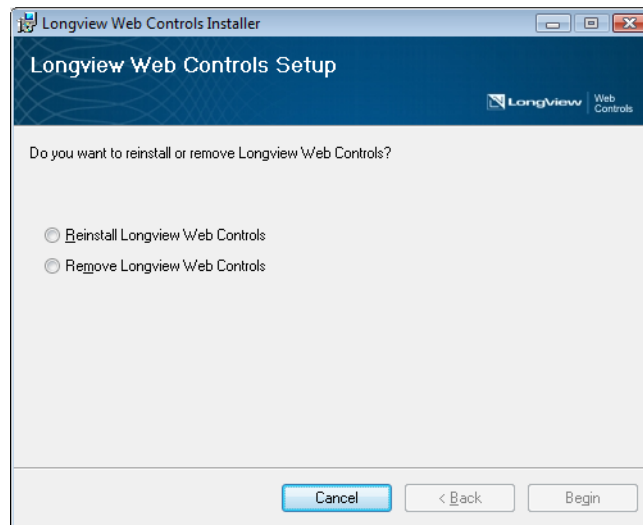 Longview Web Controls Installer
Longview Web Controls Setup
LongView Web
Controls
Do you want to reinstall or remove Longview Web Controls?
Reinstall Longview Web Controls
Remove Longview Web Controls
Cancel
< Back
Begin